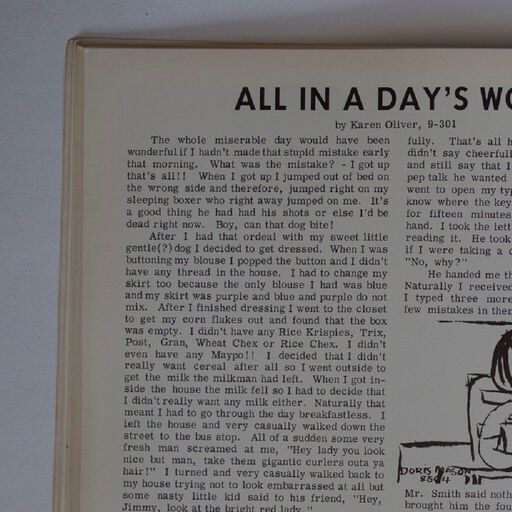 ALL IN A DAY'S WO
by Karen Oliver, 9-301
The whole miserable day would have been
wonderful if I hadn't made that stupid mistake early
that morning. What was the mistake? - I got up
that's all!! When I got up I jumped out of bed on
the wrong side and therefore, jumped right on my
sleeping boxer who right away jumped on me. It's
a good thing he had had his shots or else I'd be
dead right now. Boy, can that dog bite!
After I had that ordeal with my sweet little
gentle(?) dog I decided to get dressed. When I was
buttoning my blouse I popped the button and I didn't
have any thread in the house. I had to change my
skirt too because the only blouse I had was blue
and my skirt was purple and blue and purple do not
mix. After I finished dressing I went to the closet
to get my corn flakes out and found that the box
was empty. I didn't have any Rice Krispies, Trix,
Post, Gran, Wheat Chex or Rice Chex. I didn't
even have any Maypo!! I decided that I didn't
really want cereal after all so I went outside to
get the milk the milkman had left. When I got in-
side the house the milk fell so I had to decide that
I didn't really want any milk either. Naturally that
meant I had to go through the day breakfastless. I
left the house and very casually walked down the
street to the bus stop. All of a sudden some very
fresh man screamed at me, "Hey lady you look
nice but man, take them gigantic curlers outa ya
hair!" I turned and very casually walked back to
my house trying not to look embarrassed at all but
some nasty little kid said to his friend, "Hey,
Jimmy, look at the bright red lady."
fully. That's all h
didn't say cheerfull
and still say that I
pep talk he wanted
went to open my typ
know where the key
for fifteen minutes
hand. I took the lett
reading it. He took
if I were taking a c
"No, why?"
He handed me th
Naturally I received
I typed three more
few mistakes in then
DORIS MASON
8504
Mr. Smith said noth
brought him the fou